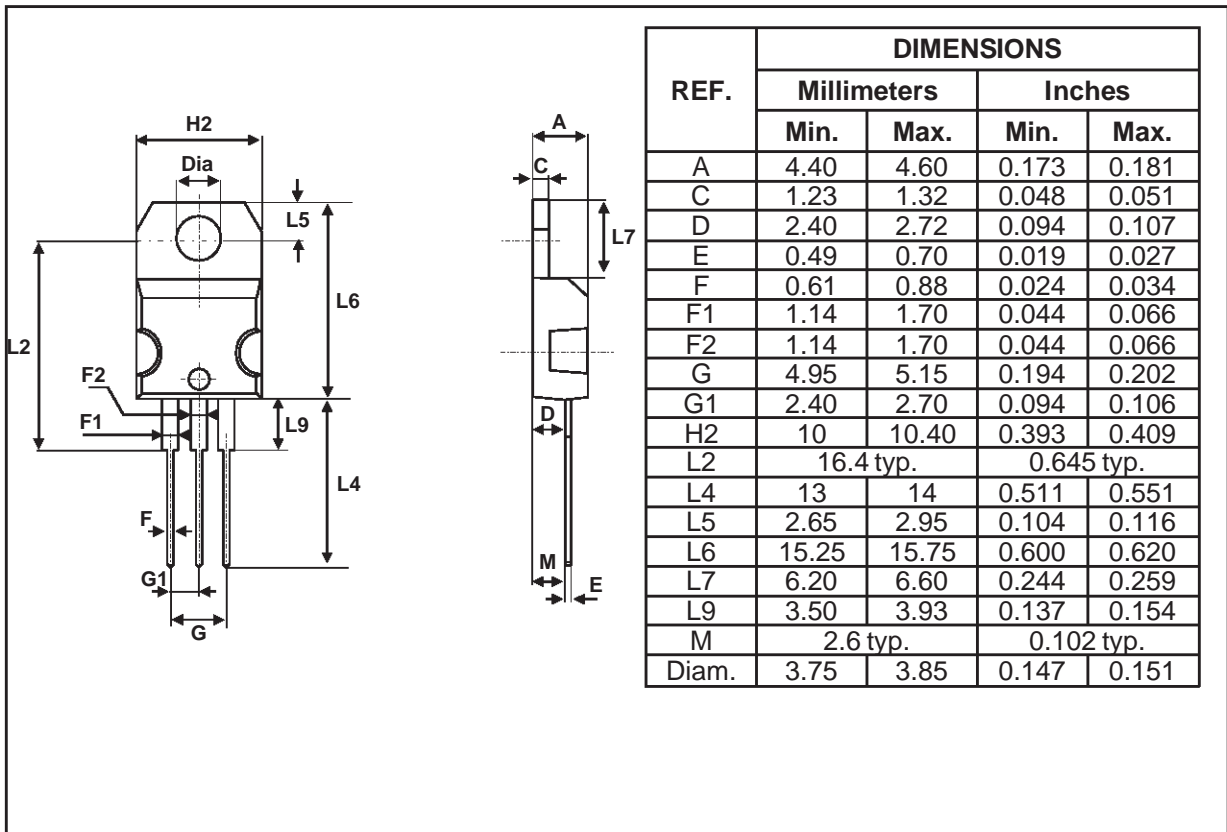 H2
Dia
L5
L6
L2
F2
F1
L9
L4
F
G1
G
A
C
L7
D
M
E
DIMENSIONS
REF. Millimeters Inches
Min. Max. Min. Max.
A 4.40 4.60 0.173 0.181
C 1.23 1.32 0.048 0.051
D 2.40 2.72 0.094 0.107
E 0.49 0.70 0.019 0.027
F 0.61 0.88 0.024 0.034
F1 1.14 1.70 0.044 0.066
F2 1.14 1.70 0.044 0.066
G 4.95 5.15 0.194 0.202
G1 2.40 2.70 0.094 0.106
H2 10 10.40 0.393 0.409
L2 16.4 typ. 0.645 typ.
L4 13 14 0.511 0.551
L5 2.65 2.95 0.104 0.116
L6 15.25 15.75 0.600 0.620
L7 6.20 6.60 0.244 0.259
L9 3.50 3.93 0.137 0.154
M 2.6 typ. 0.102 typ.
Diam. 3.75 3.85 0.147 0.151